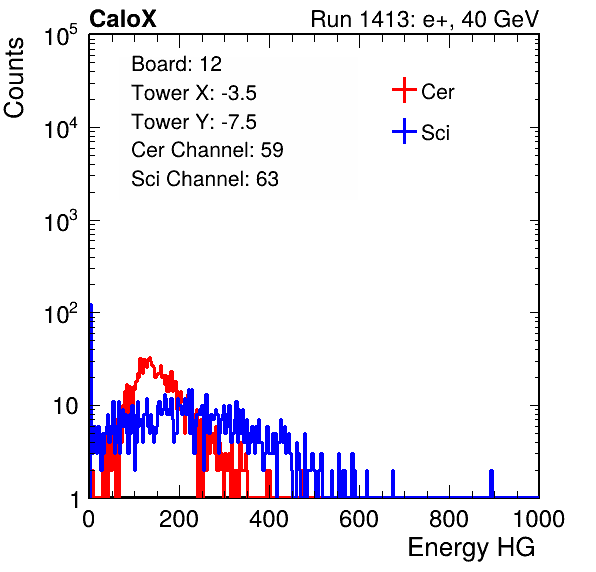 CaloX Run 1413: e+, 40 GeV
Counts
Board: 12
Tower X: -3.5
Tower Y: -7.5
Cer Channel: 59
Sci Channel: 63
Cer
Sci
10^5
10^4
10^3
10^2
10
1
0 200 400 600 800 1000
Energy HG